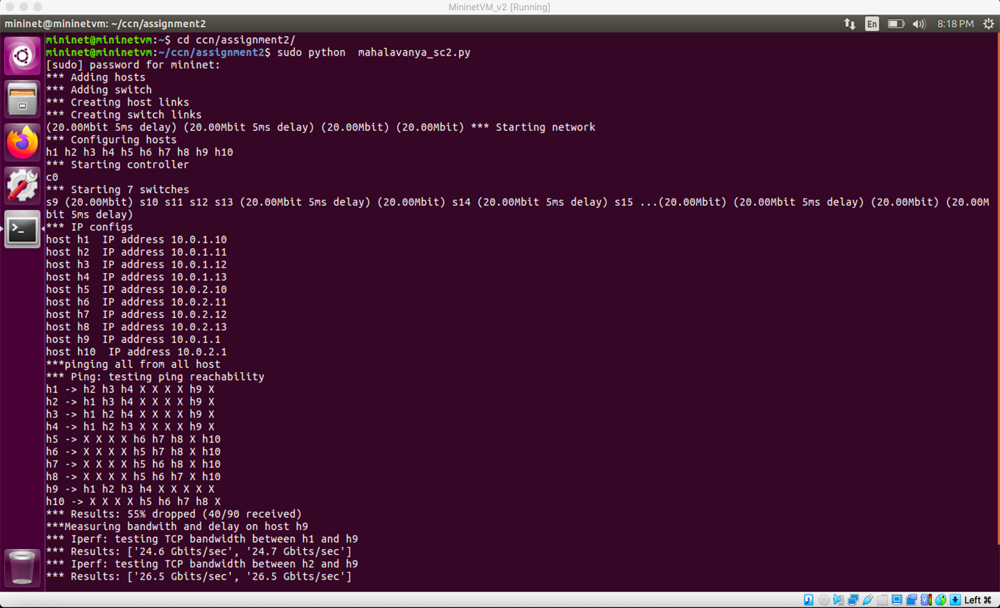 MininetVM_v2 [Running]
mininet@mininetvm: ~/ccn/assignment2
En
8:18 PM
mininet@mininetvm:~$ cd ccn/assignment2/
mininet@mininetvm:~/ccn/assignment2$ sudo python  mahalavanya_sc2.py
[sudo] password for mininet:
*** Adding hosts
*** Adding switch
*** Creating host links
*** Creating switch links
(20.00Mbit 5ms delay) (20.00Mbit 5ms delay) (20.00Mbit) (20.00Mbit) *** Starting network
*** Configuring hosts
h1 h2 h3 h4 h5 h6 h7 h8 h9 h10
*** Starting controller
c0
*** Starting 7 switches
s9 (20.00Mbit) s10 s11 s12 s13 (20.00Mbit 5ms delay) (20.00Mbit) s14 (20.00Mbit 5ms delay) s15 ...(20.00Mbit) (20.00Mbit 5ms delay) (20.00Mbit) (20.00M
bit 5ms delay)
*** IP configs
host h1  IP address 10.0.1.10
host h2  IP address 10.0.1.11
host h3  IP address 10.0.1.12
host h4  IP address 10.0.1.13
host h5  IP address 10.0.2.10
host h6  IP address 10.0.2.11
host h7  IP address 10.0.2.12
host h8  IP address 10.0.2.13
host h9  IP address 10.0.1.1
host h10  IP address 10.0.2.1
***pinging all from all host
*** Ping: testing ping reachability
h1 -> h2 h3 h4 X X X X h9 X
h2 -> h1 h3 h4 X X X X h9 X
h3 -> h1 h2 h4 X X X X h9 X
h4 -> h1 h2 h3 X X X X h9 X
h5 -> X X X X h6 h7 h8 X h10
h6 -> X X X X h5 h7 h8 X h10
h7 -> X X X X h5 h6 h8 X h10
h8 -> X X X X h5 h6 h7 X h10
h9 -> h1 h2 h3 h4 X X X X X
h10 -> X X X X h5 h6 h7 h8 X
*** Results: 55% dropped (40/90 received)
***Measuring bandwith and delay on host h9
*** Iperf: testing TCP bandwidth between h1 and h9
*** Results: ['24.6 Gbits/sec', '24.7 Gbits/sec']
*** Iperf: testing TCP bandwidth between h2 and h9
*** Results: ['26.5 Gbits/sec', '26.5 Gbits/sec']
Left ⌘